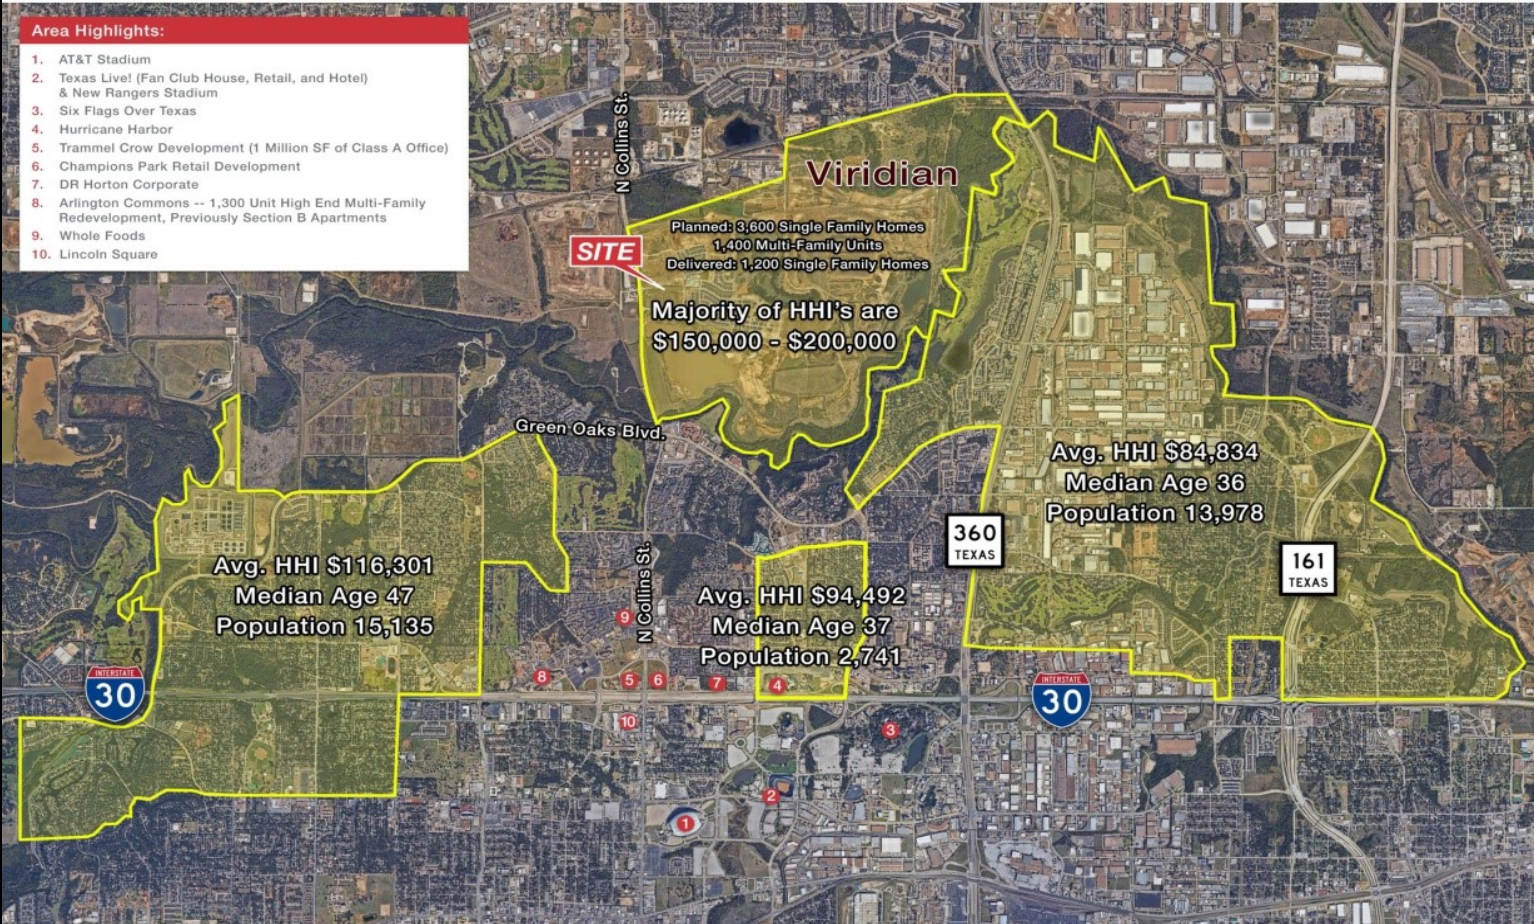 Area Highlights:
1. AT&T Stadium
2. Texas Live! (Fan Club House, Retail, and Hotel)
& New Rangers Stadium
3. Six Flags Over Texas
4. Hurricane Harbor
5. Trammel Crow Development (1 Million SF of Class A Office)
6. Champions Park Retail Development
7. DR Horton Corporate
8. Arlington Commons -- 1,300 Unit High End Multi-Family
Redevelopment, Previously Section B Apartments
9. Whole Foods
10. Lincoln Square
N Collins St.
Viridian
Planned: 3,600 Single Family Homes
1,400 Multi-Family Units
Delivered: 1,200 Single Family Homes
SITE
Majority of HHI's are
$150,000 - $200,000
Green Oaks Blvd.
Avg. HHI $84,834
Median Age 36
Population 13,978
360
TEXAS
161
TEXAS
Avg. HHI $116,301
Median Age 47
Population 15,135
N Collins St.
Avg. HHI $94,492
Median Age 37
Population 2,741
9
8
5
6
7
4
INTERSTATE
30
INTERSTATE
30
10
3
2
1